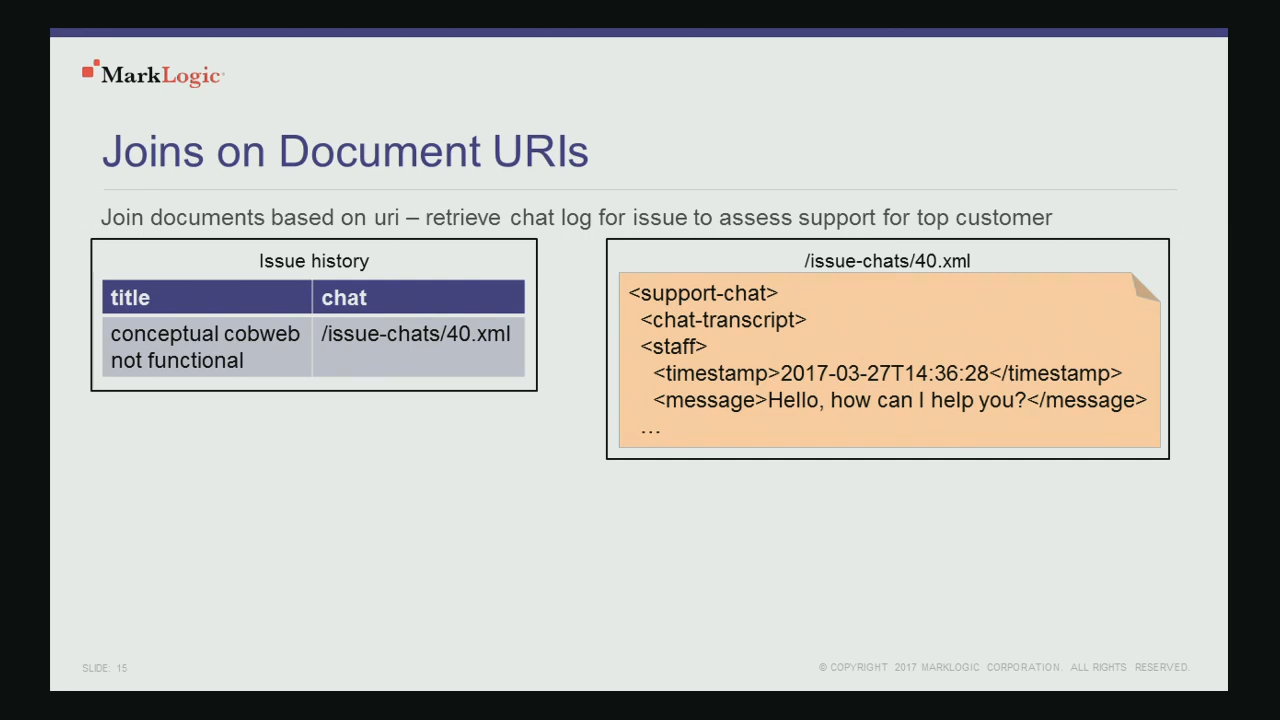 MarkLogic
Joins on Document URIs
Join documents based on uri – retrieve chat log for issue to assess support for top customer
Issue history
title chat
conceptual cobweb /issue-chats/40.xml
not functional
/issue-chats/40.xml
<support-chat>
<chat-transcript>
<staff>
<timestamp>2017-03-27T14:36:28</timestamp>
<message>Hello, how can I help you?</message>
…
SLIDE: 15
© COPYRIGHT 2017 MARKLOGIC CORPORATION. ALL RIGHTS RESERVED.